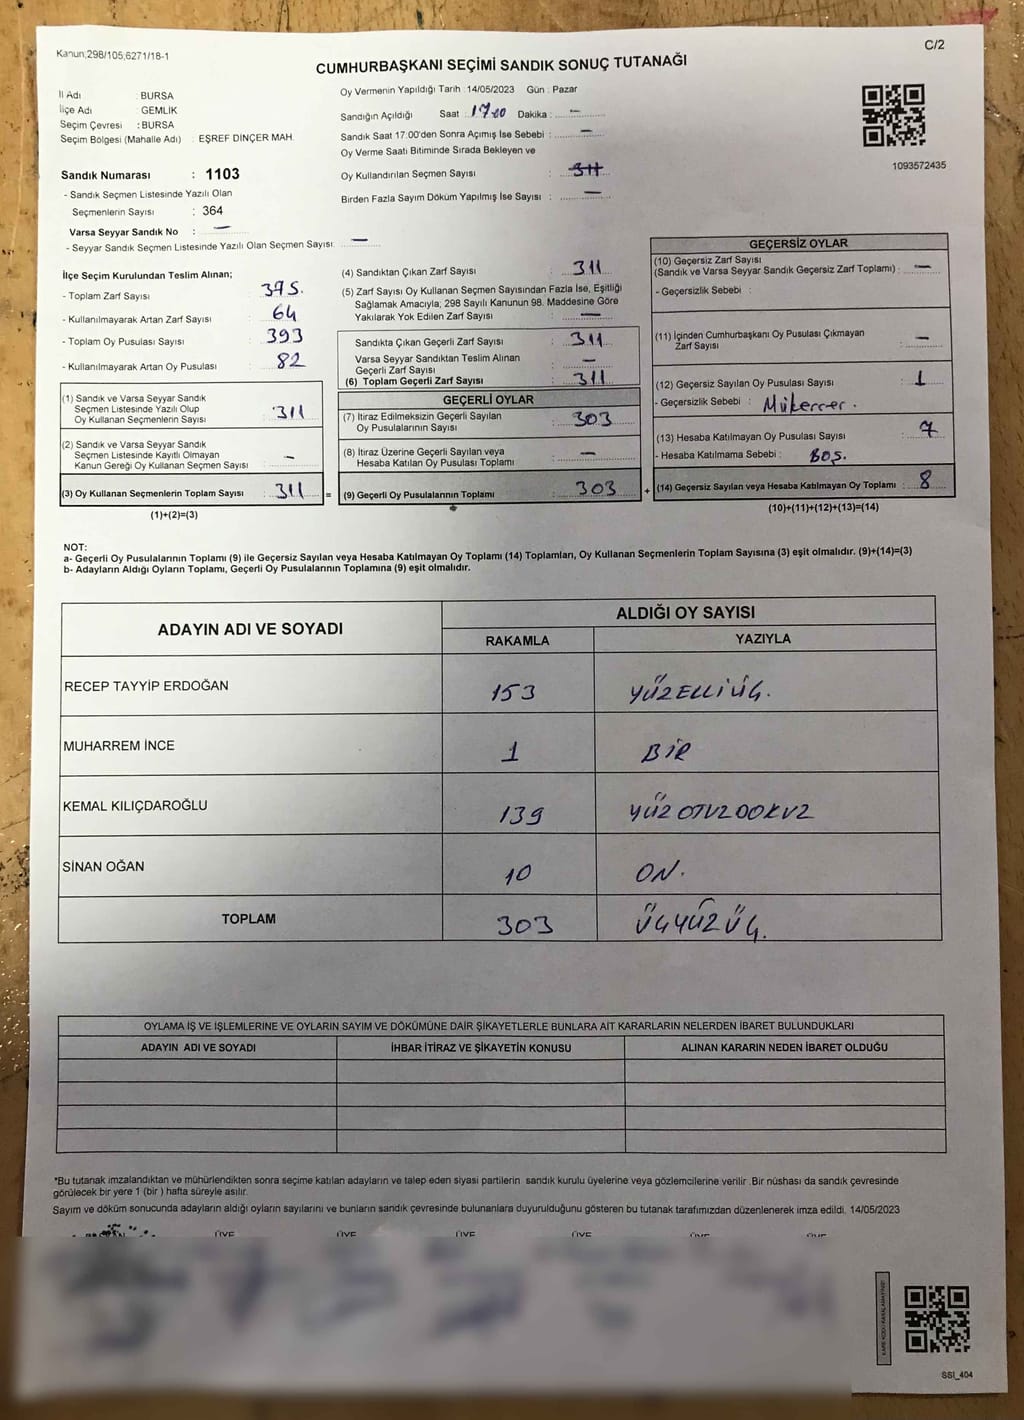 Kanun;298/105;6271/18-1
C/2
CUMHURBAŞKANI SEÇİMİ SANDIK SONUÇ TUTANAĞI
İl Adı : BURSA
İlçe Adı : GEMLİK
Seçim Çevresi : BURSA
Seçim Bölgesi (Mahalle Adı) : EŞREF DİNÇER MAH.
Sandık Numarası : 1103
- Sandık Seçmen Listesinde Yazılı Olan
Seçmenlerin Sayısı : 364
Varsa Seyyar Sandık No : —
- Seyyar Sandık Seçmen Listesinde Yazılı Olan Seçmen Sayısı: —
Oy Vermenin Yapıldığı Tarih : 14/05/2023 Gün : Pazar
Sandığın Açıldığı Saat : 17:00 Dakika : —
Sandık Saat 17:00'den Sonra Açımış İse Sebebi : —
Oy Verme Saati Bitiminde Sırada Bekleyen ve
Oy Kullandırılan Seçmen Sayısı : 311
Birden Fazla Sayım Döküm Yapılmış İse Sayısı : —
1093572435
İlçe Seçim Kurulundan Teslim Alınan;
- Toplam Zarf Sayısı : 395.
- Kullanılmayarak Artan Zarf Sayısı : 64
- Toplam Oy Pusulası Sayısı : 393
- Kullanılmayarak Artan Oy Pusulası : 82
(1) Sandık ve Varsa Seyyar Sandık
Seçmen Listesinde Yazılı Olup
Oy Kullanan Seçmenlerin Sayısı : 311
(2) Sandık ve Varsa Seyyar Sandık
Seçmen Listesinde Kayıtlı Olmayan
Kanun Gereği Oy Kullanan Seçmen Sayısı : —
(3) Oy Kullanan Seçmenlerin Toplam Sayısı : 311
(1)+(2)=(3)
=
(4) Sandıktan Çıkan Zarf Sayısı : 311
(5) Zarf Sayısı Oy Kullanan Seçmen Sayısından Fazla İse, Eşitliği
Sağlamak Amacıyla; 298 Sayılı Kanunun 98. Maddesine Göre
Yakılarak Yok Edilen Zarf Sayısı : —
Sandıkta Çıkan Geçerli Zarf Sayısı : 311
Varsa Seyyar Sandıktan Teslim Alınan
Geçerli Zarf Sayısı : —
(6) Toplam Geçerli Zarf Sayısı : 311
GEÇERLİ OYLAR
(7) İtiraz Edilmeksizin Geçerli Sayılan
Oy Pusulalarının Sayısı : 303
(8) İtiraz Üzerine Geçerli Sayılan veya
Hesaba Katılan Oy Pusulası Toplamı : —
(9) Geçerli Oy Pusulalarının Toplamı : 303
+
GEÇERSİZ OYLAR
(10) Geçersiz Zarf Sayısı
(Sandık ve Varsa Seyyar Sandık Geçersiz Zarf Toplamı) : —
- Geçersizlik Sebebi :
(11) İçinden Cumhurbaşkanı Oy Pusulası Çıkmayan
Zarf Sayısı : —
(12) Geçersiz Sayılan Oy Pusulası Sayısı : 1
- Geçersizlik Sebebi : Mükerrer.
(13) Hesaba Katılmayan Oy Pusulası Sayısı : 7
- Hesaba Katılmama Sebebi : BOŞ.
(14) Geçersiz Sayılan veya Hesaba Katılmayan Oy Toplamı : 8
(10)+(11)+(12)+(13)=(14)
NOT:
a- Geçerli Oy Pusulalarının Toplamı (9) ile Geçersiz Sayılan veya Hesaba Katılmayan Oy Toplamı (14) Toplamları, Oy Kullanan Seçmenlerin Toplam Sayısına (3) eşit olmalıdır. (9)+(14)=(3)
b- Adayların Aldığı Oyların Toplamı, Geçerli Oy Pusulalarının Toplamına (9) eşit olmalıdır.
ADAYIN ADI VE SOYADI
ALDIĞI OY SAYISI
RAKAMLA YAZIYLA
RECEP TAYYİP ERDOĞAN 153 YÜZELLİÜÇ.
MUHARREM İNCE 1 BİR
KEMAL KILIÇDAROĞLU 139 YÜZOTUZDOKUZ
SİNAN OĞAN 10 ON.
TOPLAM 303 ÜÇYÜZÜÇ.
OYLAMA İŞ VE İŞLEMLERİNE VE OYLARIN SAYIM VE DÖKÜMÜNE DAİR ŞİKAYETLERLE BUNLARA AİT KARARLARIN NELERDEN İBARET BULUNDUKLARI
ADAYIN ADI VE SOYADI İHBAR İTİRAZ VE ŞİKAYETİN KONUSU ALINAN KARARIN NEDEN İBARET OLDUĞU
*Bu tutanak imzalandıktan ve mühürlendikten sonra seçime katılan adayların ve talep eden siyasi partilerin sandık kurulu üyelerine veya gözlemcilerine verilir .Bir nüshası da sandık çevresinde
görülecek bir yere 1 (bir ) hafta süreyle asılır.
Sayım ve döküm sonucunda adayların aldığı oyların sayılarını ve bunların sandık çevresinde bulunanlara duyurulduğunu gösteren bu tutanak tarafımızdan düzenlenerek imza edildi. 14/05/2023
ÜYE ÜYE ÜYE ÜYE ÜYE ÜYE
SSI_404